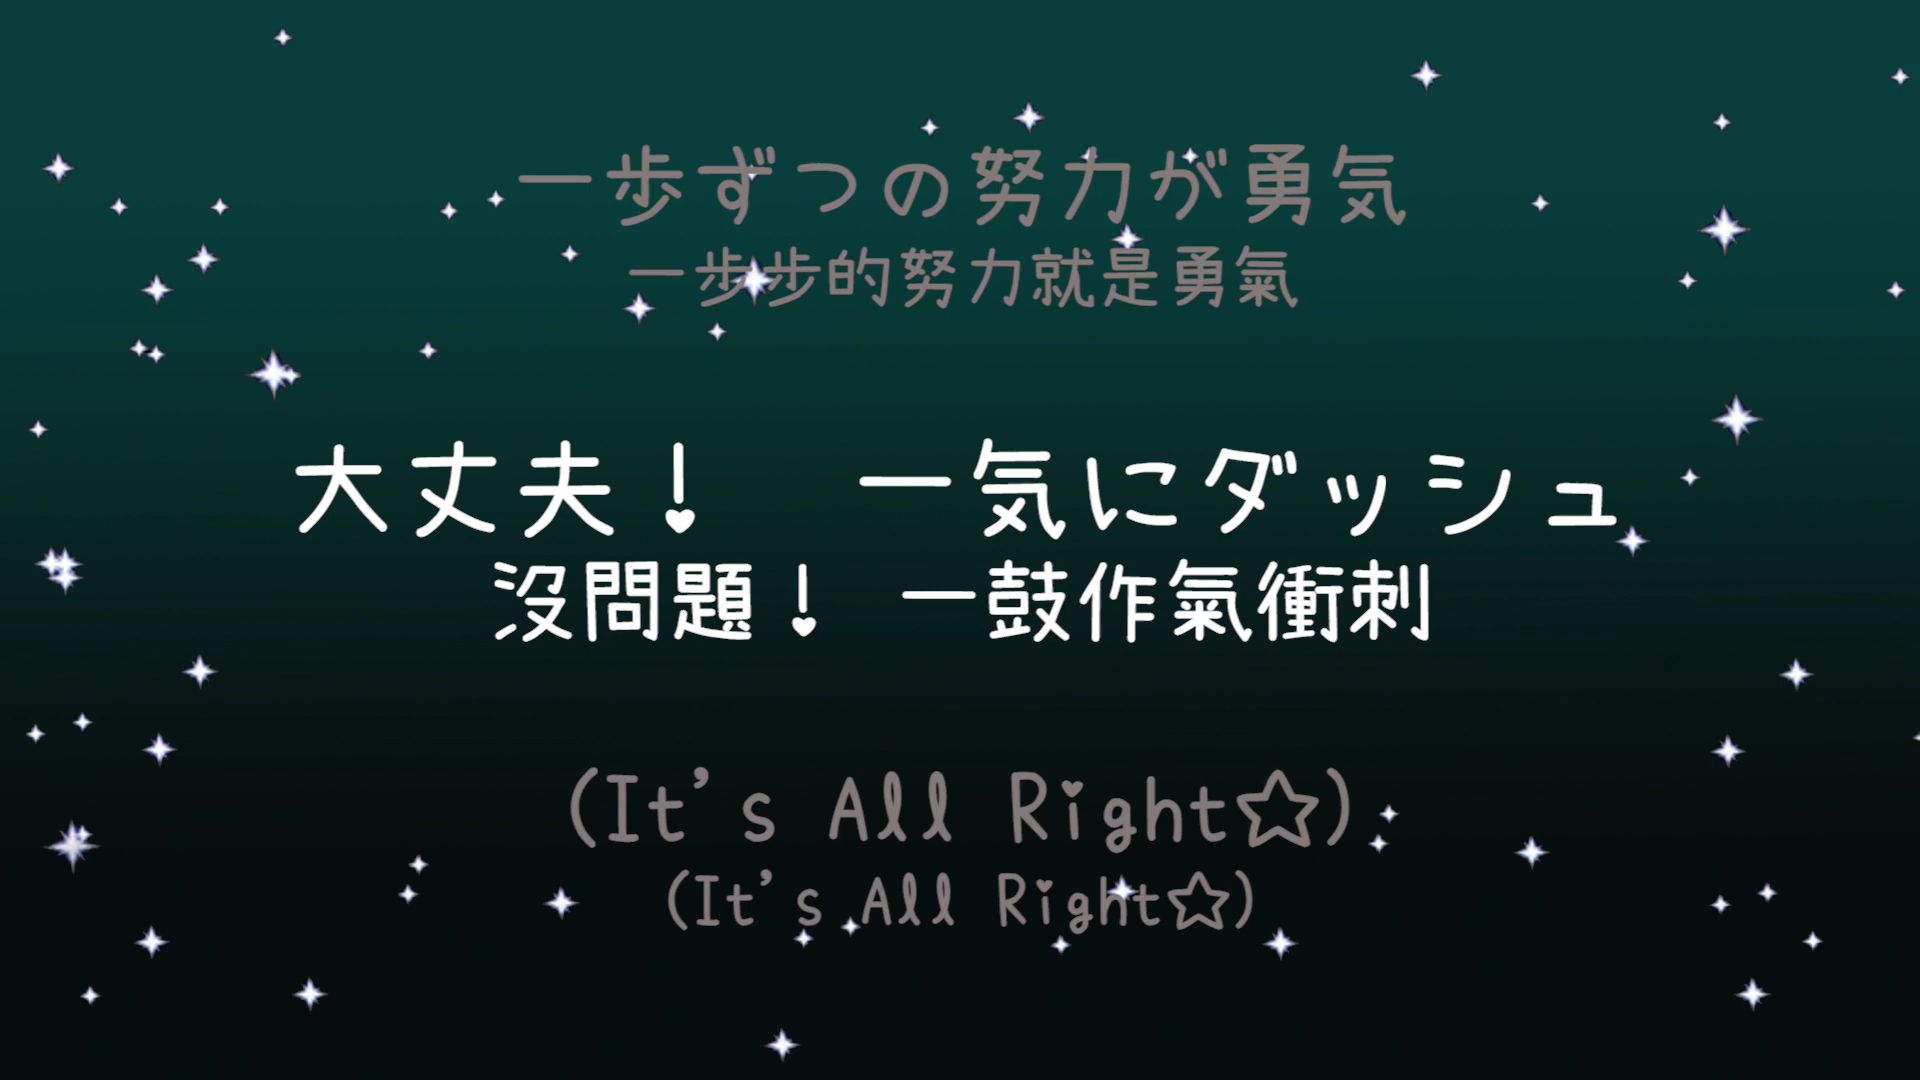 一歩ずつの努力が勇気
一步步的努力就是勇氣
大丈夫！　一気にダッシュ
沒問題！ 一鼓作氣衝刺
(It's All Right☆)
(It's All Right☆)